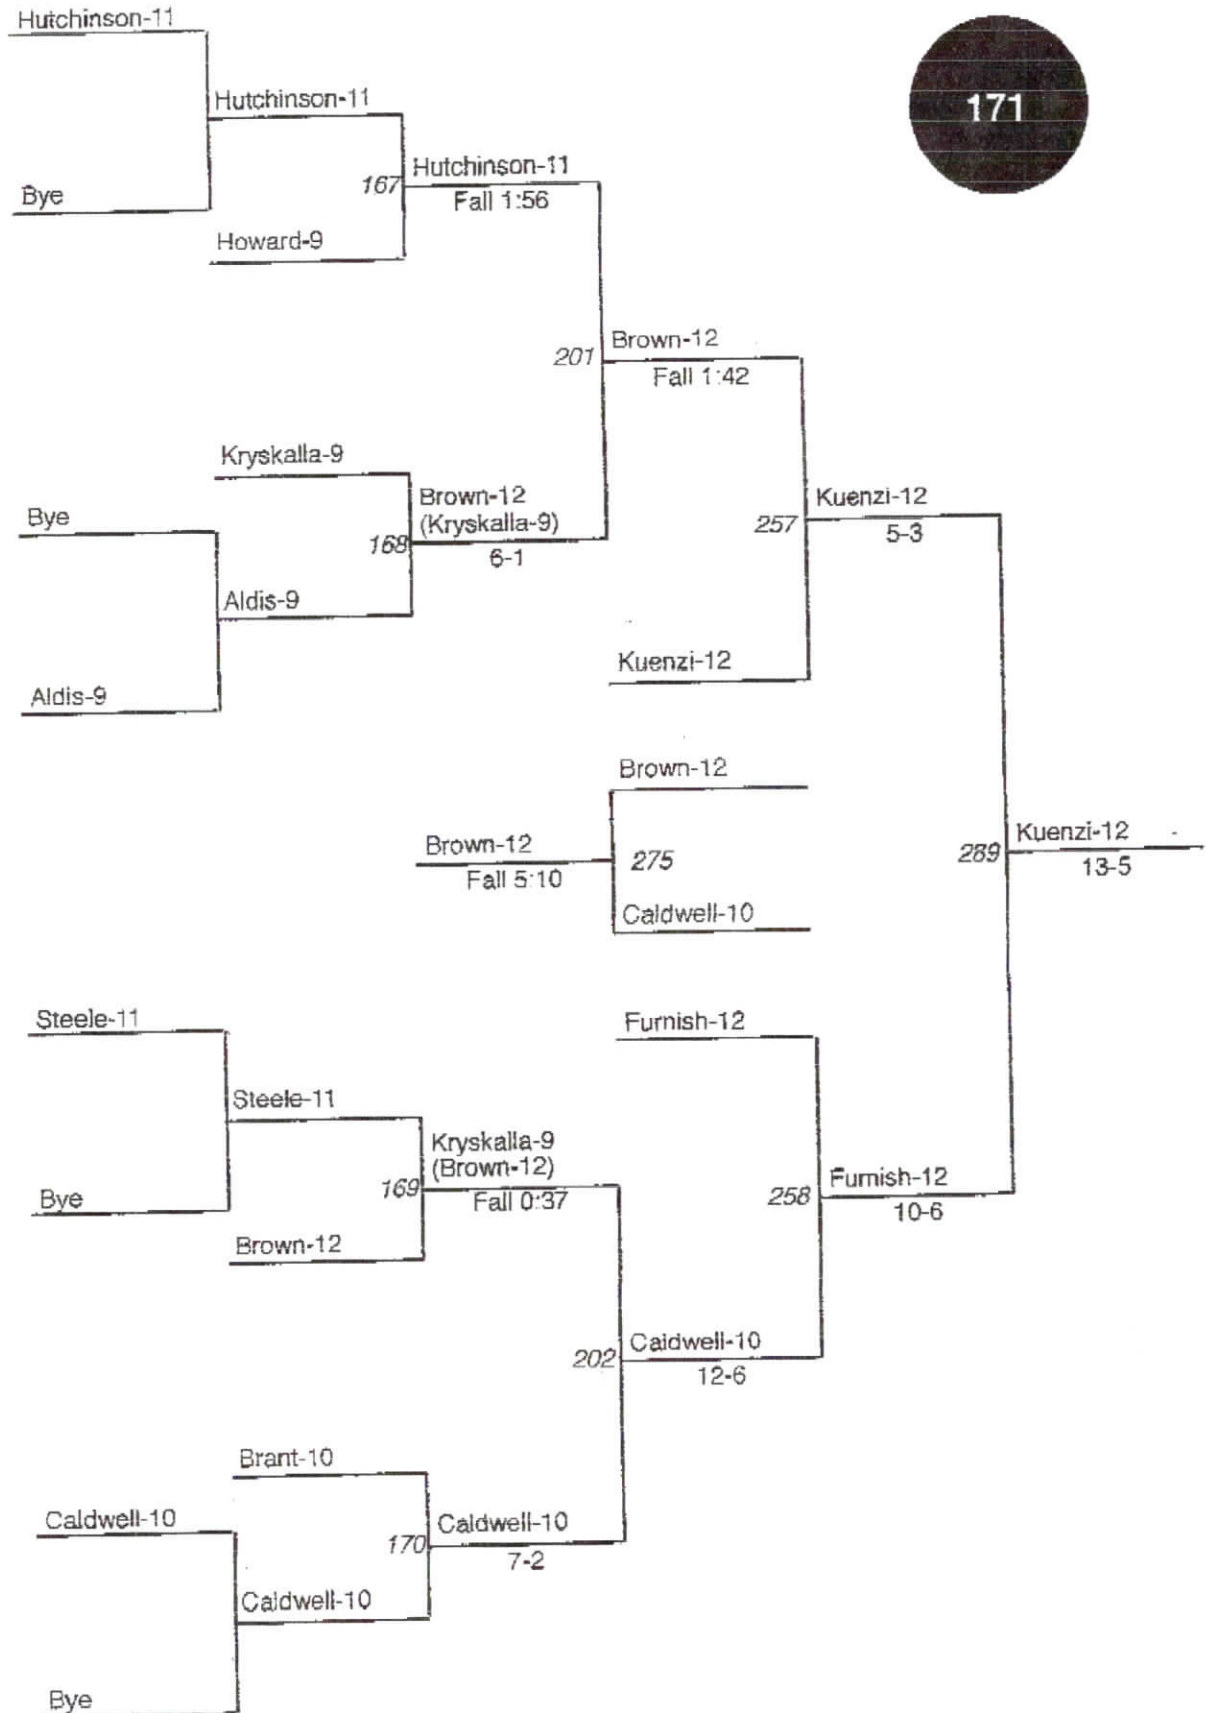 Hutchinson-11
171
Hutchinson-11
Hutchinson-11
167
Fall 1:56
Bye
Howard-9
Brown-12
201
Fall 1:42
Kryskalla-9
Brown-12
(Kryskalla-9)
Kuenzi-12
Bye
257
5-3
168
6-1
Aldis-9
Kuenzi-12
Aldis-9
Brown-12
Kuenzi-12
Brown-12
275
289
13-5
Fall 5:10
Caldwell-10
Steele-11
Furnish-12
Steele-11
Kryskalla-9
(Brown-12)
Furnish-12
169
Fall 0:37
258
10-6
Bye
Brown-12
Caldwell-10
202
12-6
Brant-10
Caldwell-10
Caldwell-10
170
7-2
Caldwell-10
Bye